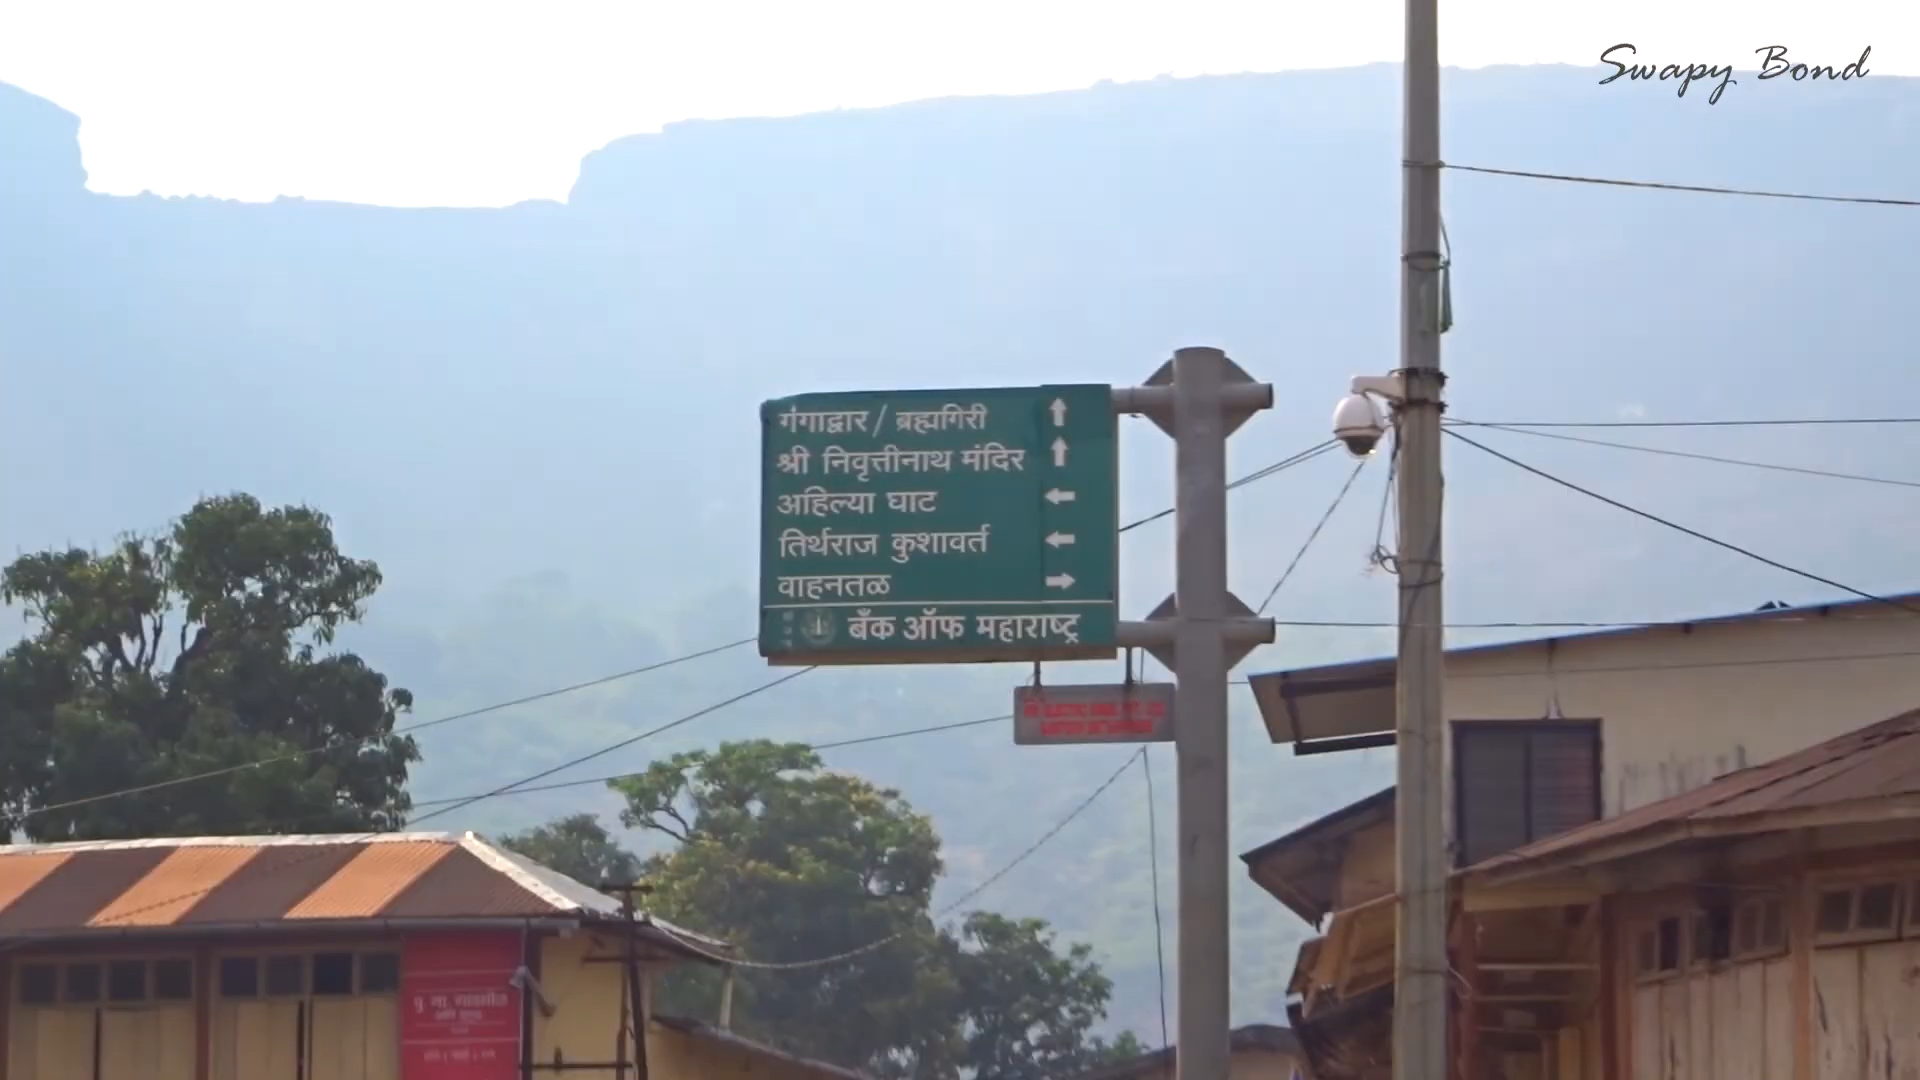 Swapy Bond
गंगाद्वार / ब्रह्मगिरी
श्री निवृत्तीनाथ मंदिर
अहिल्या घाट
तिर्थराज कुशावर्त
वाहनतळ
बँक ऑफ महाराष्ट्र